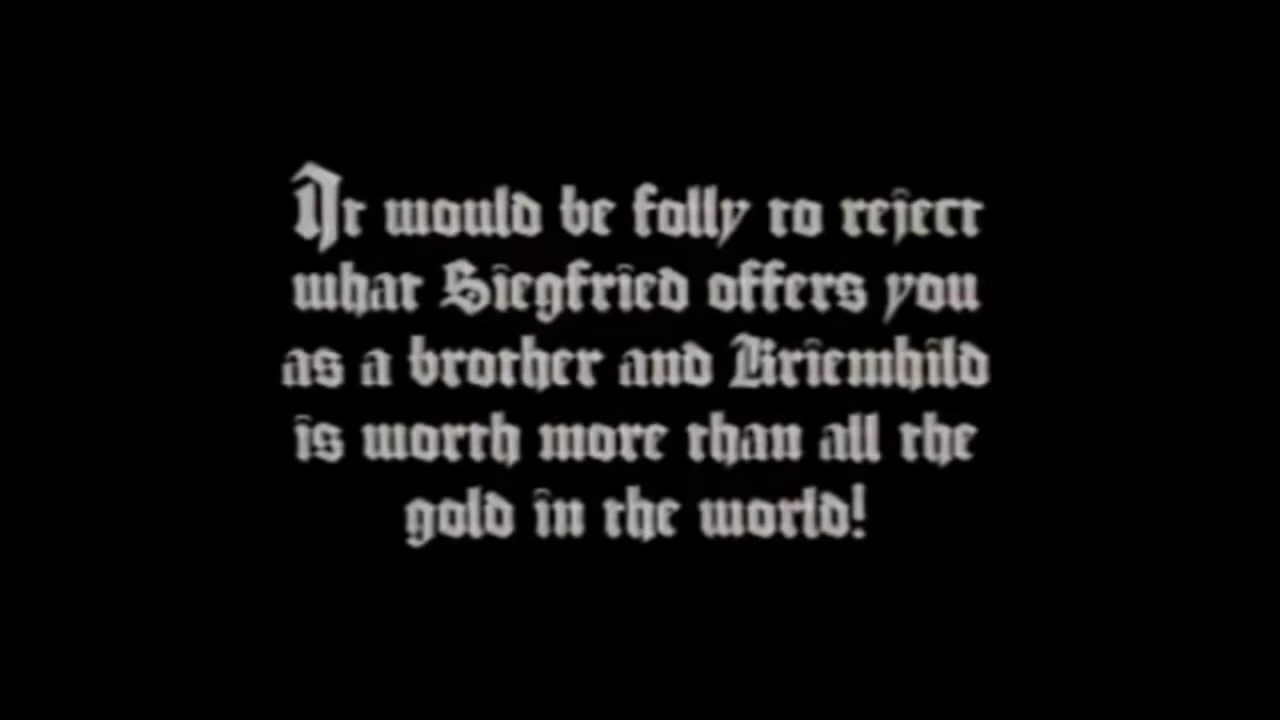 It would be folly to reject
what Siegfried offers you
as a brother and Kriemhild
is worth more than all the
gold in the world!